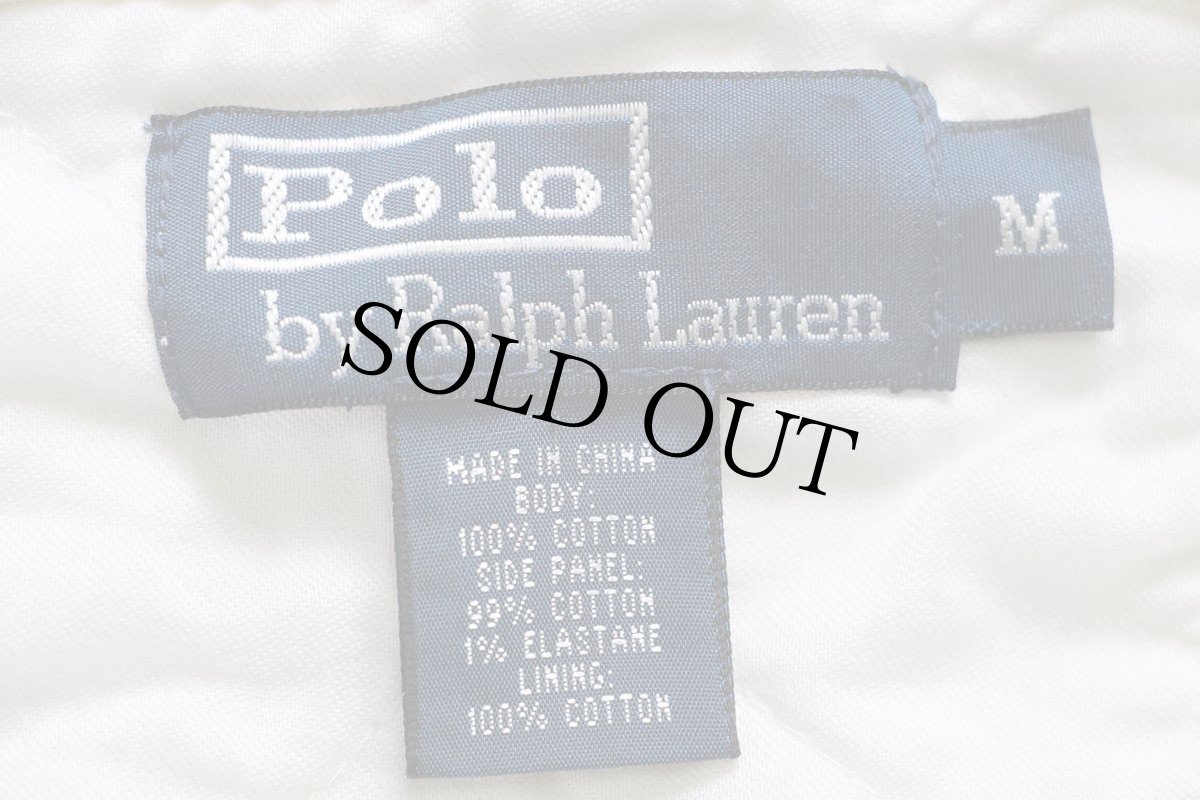 Polo
by Ralph Lauren
M
SOLD OUT
MADE IN CHINA
BODY:
100% COTTON
SIDE PANEL:
99% COTTON
1% ELASTANE
LINING:
100% COTTON